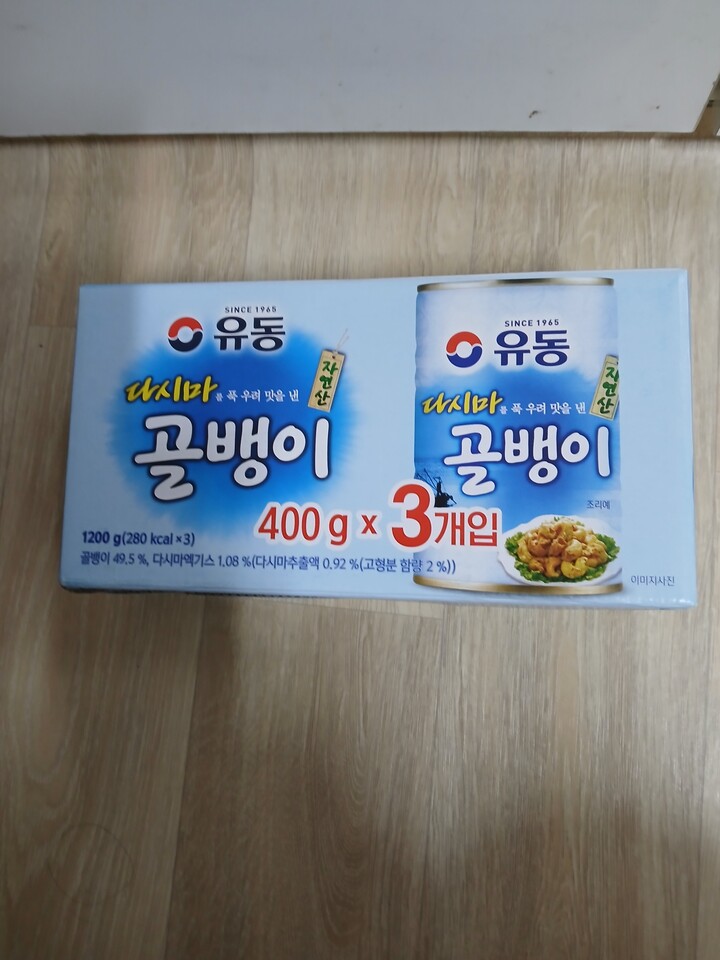 SINCE 1965
유동
자연산
다시마를 푹 우려 맛을 낸
골뱅이
400 g x 3개입
1200 g(280 kcal×3)
골뱅이 49.5 %, 다시마엑기스 1.08 %(다시마추출액 0.92 %(고형분 함량 2 %))
SINCE 1965
유동
자연산
다시마를 푹 우려 맛을 낸
골뱅이
조리예
이미지사진